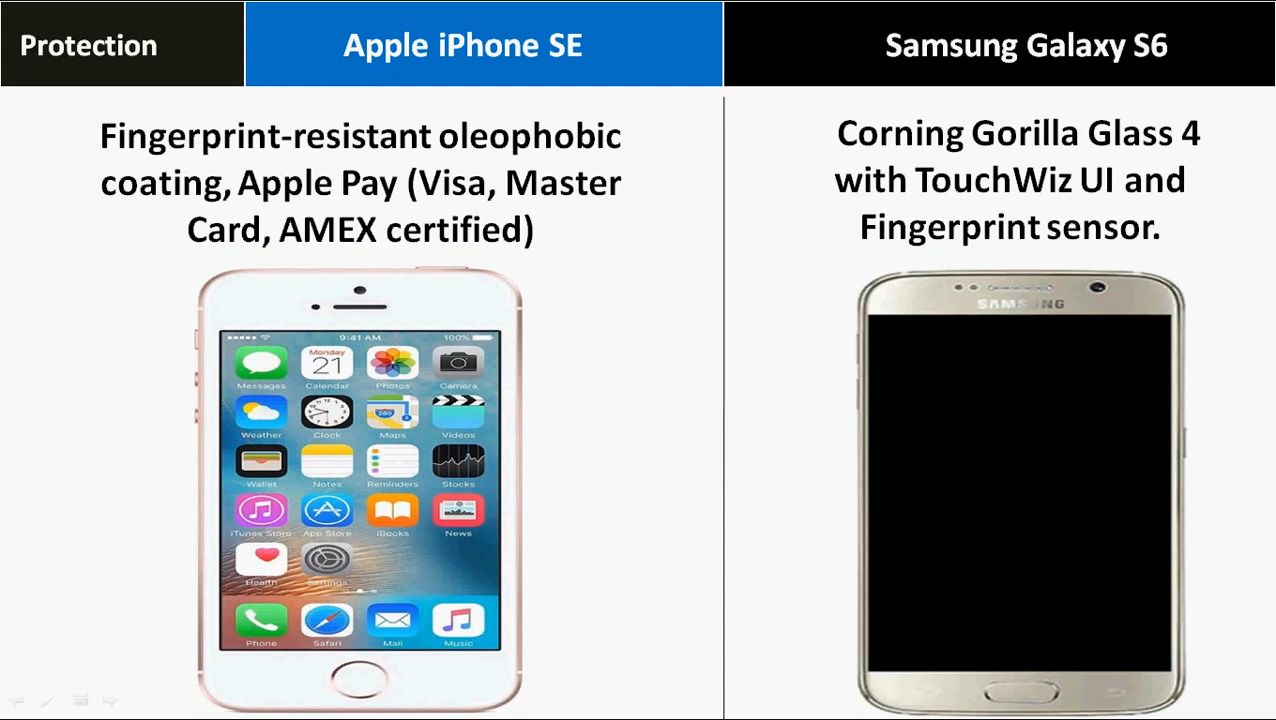 Protection
Apple iPhone SE
Samsung Galaxy S6
Fingerprint-resistant oleophobic
coating, Apple Pay (Visa, Master
Card, AMEX certified)
Corning Gorilla Glass 4
with TouchWiz UI and
Fingerprint sensor.
9:41 AM 100%
Monday
21
Messages Calendar Photos Camera
280
Weather Clock Maps Videos
Wallet Notes Reminders Stocks
iTunes Store App Store iBooks News
Health Settings
Phone Safari Mail Music
SAMSUNG